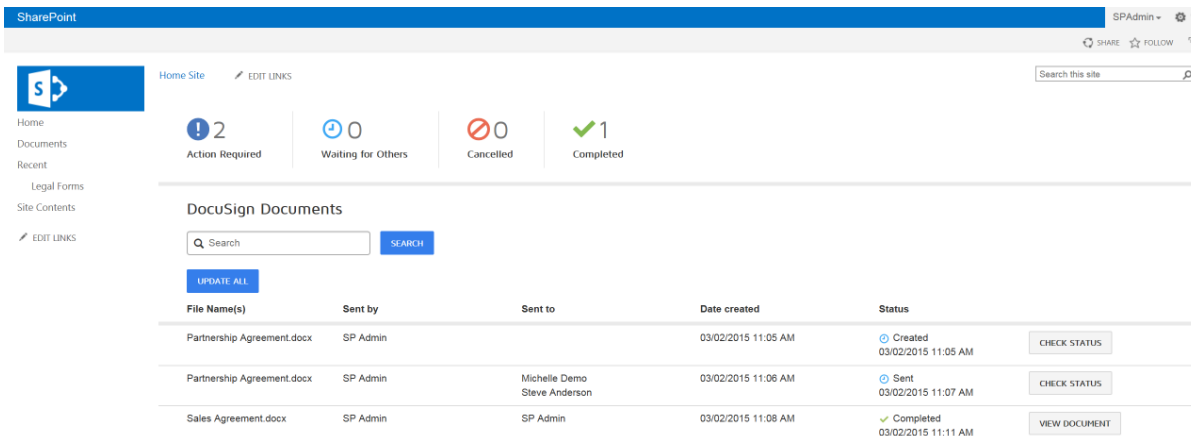 SharePoint
SPAdmin
SHARE FOLLOW
S
Home Site EDIT LINKS
Search this site
Home
Documents
Recent
Legal Forms
Site Contents
EDIT LINKS
2 0 0 1
Action Required Waiting for Others Cancelled Completed
DocuSign Documents
Search SEARCH
UPDATE ALL
File Name(s) Sent by Sent to Date created Status
Partnership Agreement.docx SP Admin 03/02/2015 11:05 AM Created CHECK STATUS
03/02/2015 11:05 AM
Partnership Agreement.docx SP Admin Michelle Demo 03/02/2015 11:06 AM Sent CHECK STATUS
Steve Anderson 03/02/2015 11:07 AM
Sales Agreement.docx SP Admin SP Admin 03/02/2015 11:08 AM Completed VIEW DOCUMENT
03/02/2015 11:11 AM